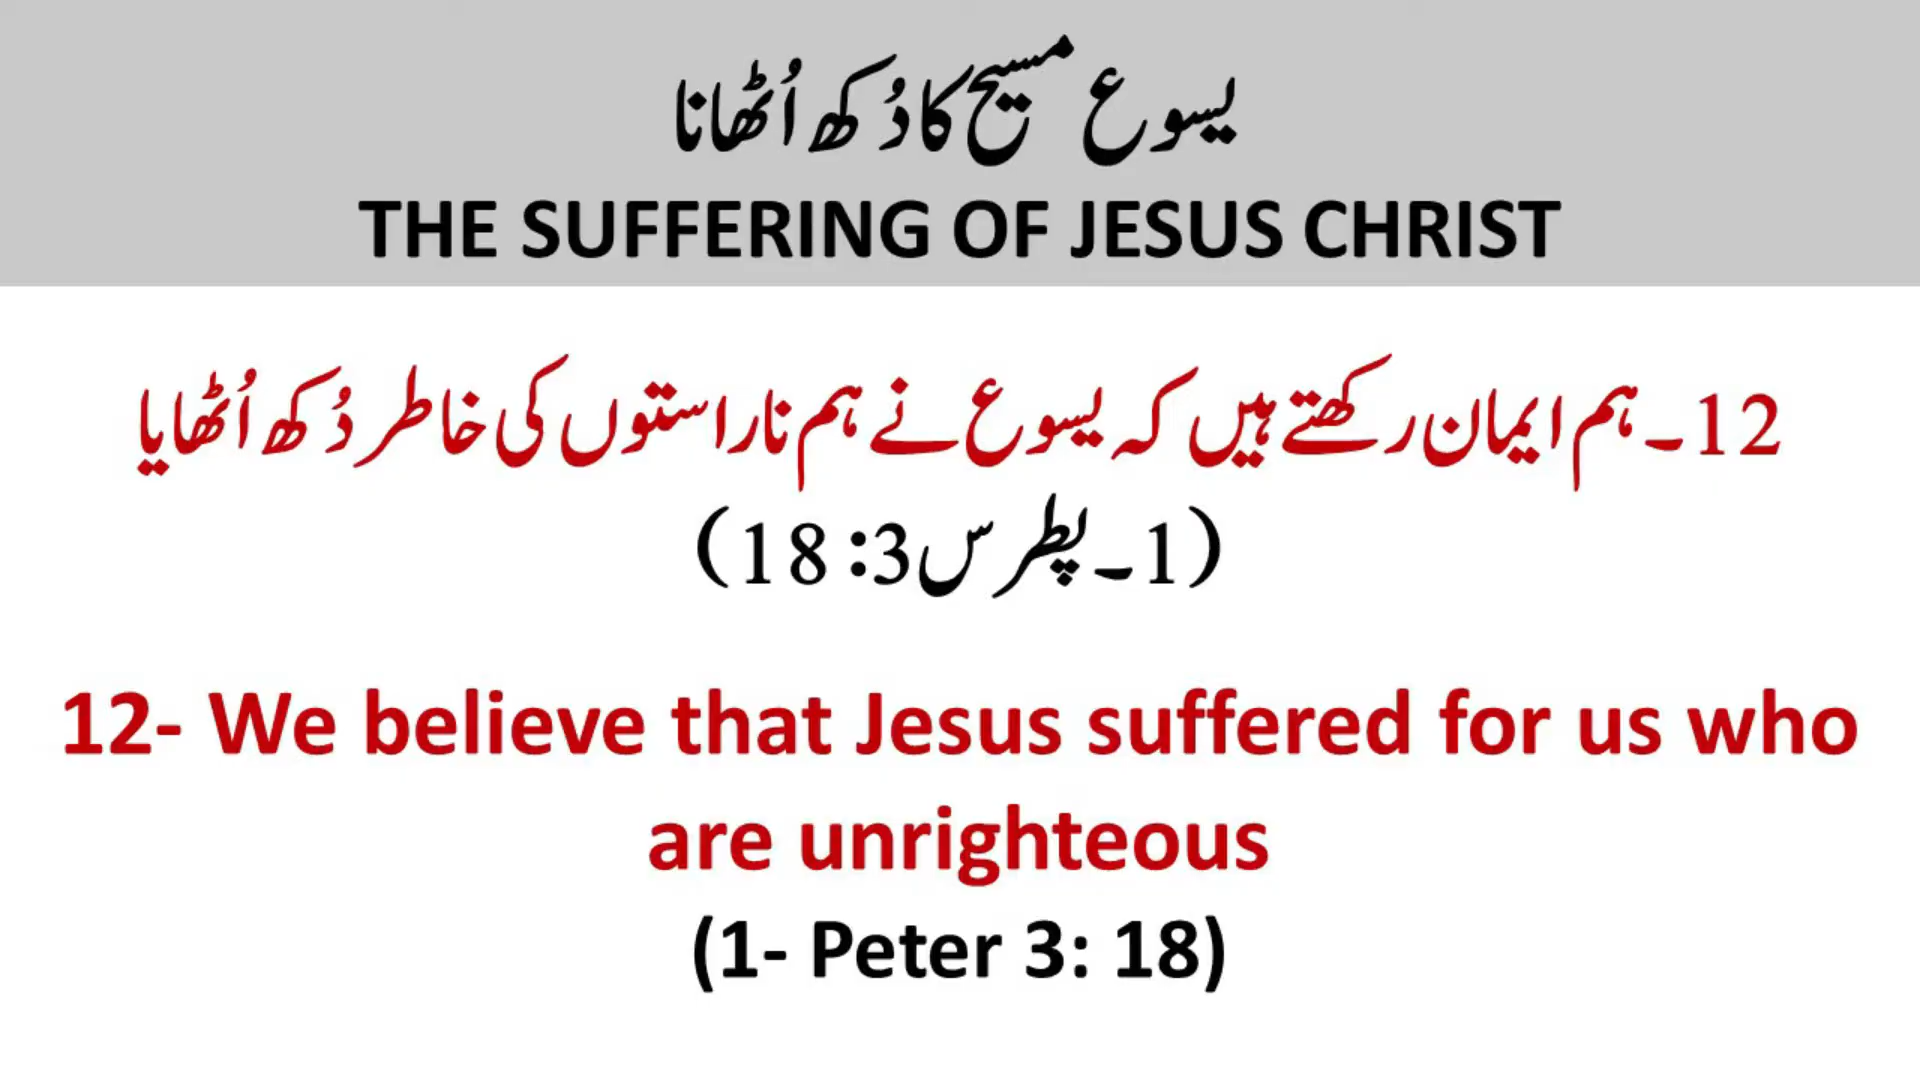 یسوع مسیح کا دُکھ اُٹھانا
THE SUFFERING OF JESUS CHRIST
12۔ ہم ایمان رکھتے ہیں کہ یسوع نے ہم ناراستوں کی خاطر دُکھ اُٹھایا
(1۔ پطرس 3: 18)
12- We believe that Jesus suffered for us who
are unrighteous
(1- Peter 3: 18)